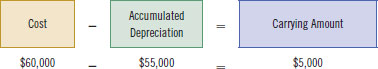 Cost – Accumulated Depreciation = Carrying Amount
$60,000 – $55,000 = $5,000